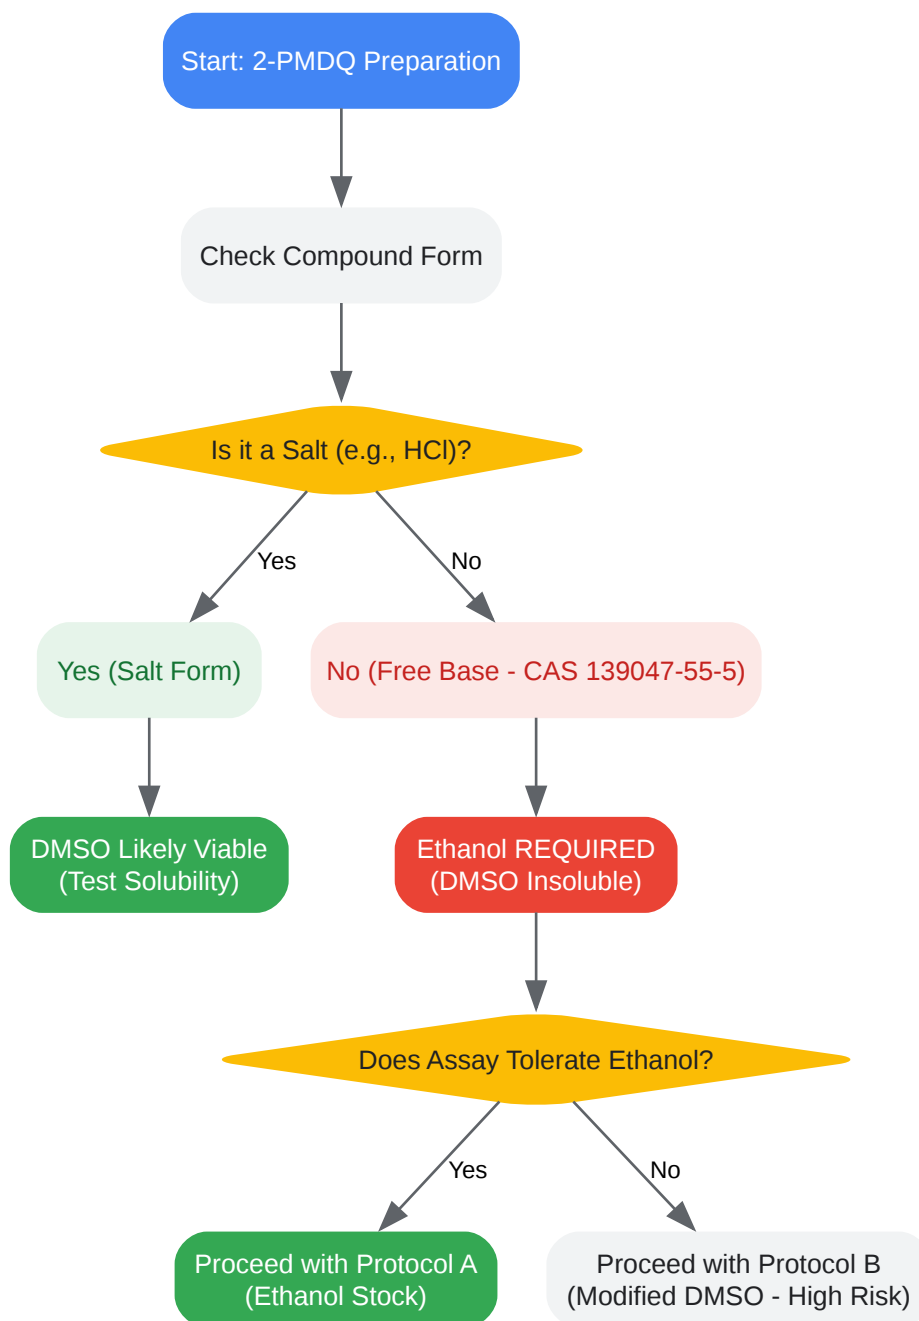 Start: 2-PMDQ Preparation
Check Compound Form
Is it a Salt (e.g., HCl)?
Yes
No
Yes (Salt Form)
No (Free Base - CAS 139047-55-5)
DMSO Likely Viable
(Test Solubility)
Ethanol REQUIRED
(DMSO Insoluble)
Does Assay Tolerate Ethanol?
Yes
No
Proceed with Protocol A
(Ethanol Stock)
Proceed with Protocol B
(Modified DMSO - High Risk)